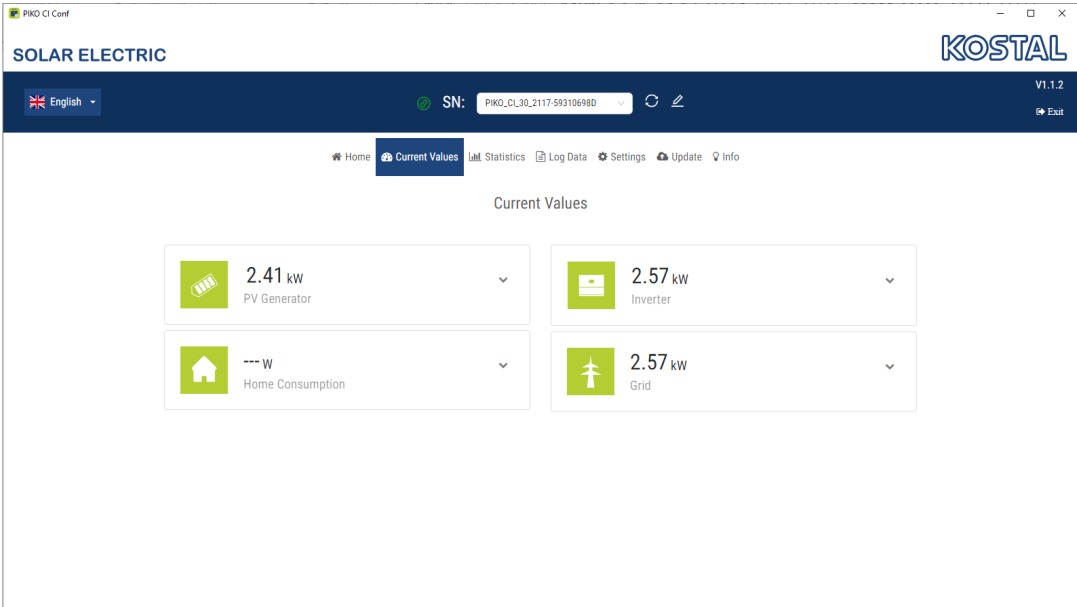 PIKO CI Conf
SOLAR ELECTRIC
KOSTAL
V1.1.2
English
SN: PIKO_CI_30_2117-59310698D
Exit
Home Current Values Statistics Log Data Settings Update Info
Current Values
2.41 kW
PV Generator
2.57 kW
Inverter
--- W
Home Consumption
2.57 kW
Grid